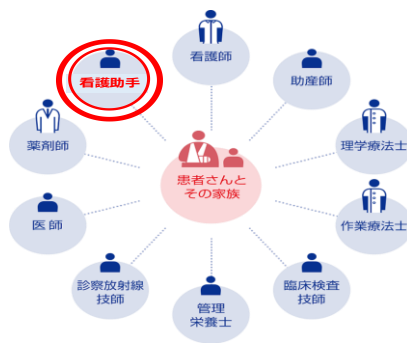 看護師
看護助手
助産師
薬剤師
理学療法士
患者さんと
その家族
医師
作業療法士
診察放射線
技師
臨床検査
技師
管理
栄養士